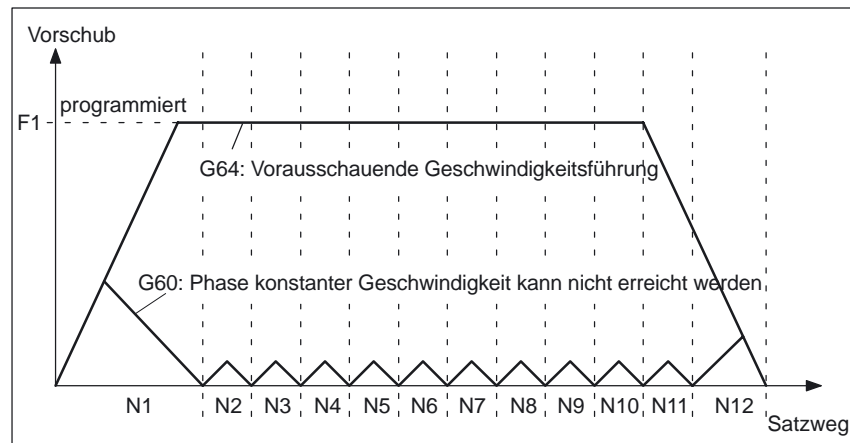 Vorschub
programmiert
F1
G64: Vorausschauende Geschwindigkeitsführung
G60: Phase konstanter Geschwindigkeit kann nicht erreicht werden
N1 N2 N3 N4 N5 N6 N7 N8 N9 N10 N11 N12
Satzweg